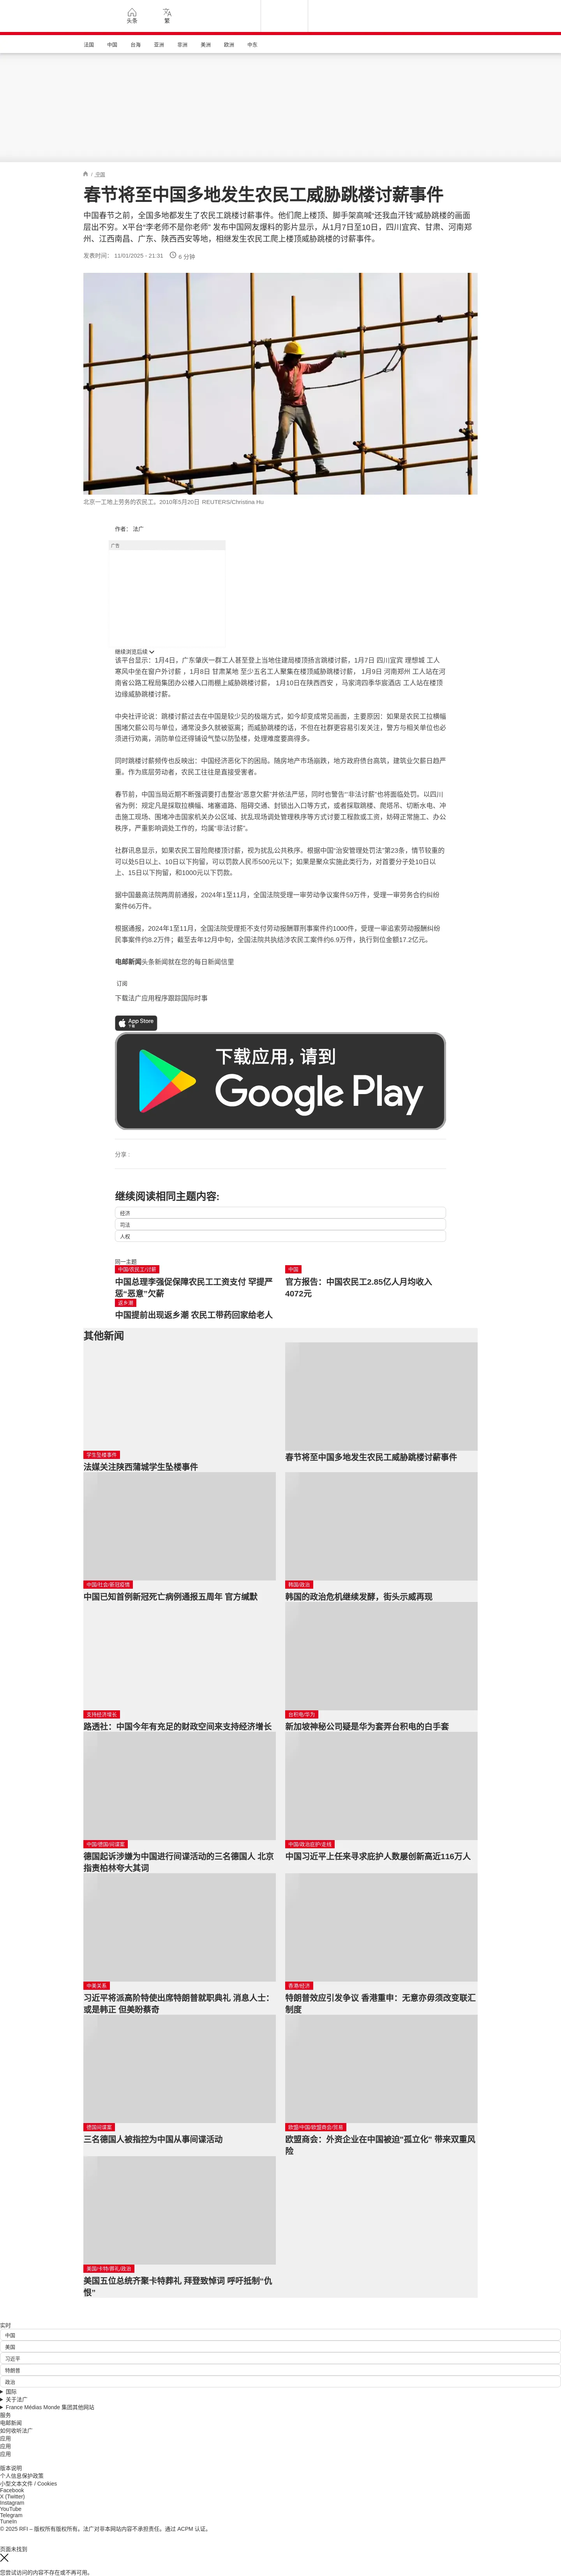 头条
繁
法国 中国 台海 亚洲 非洲 美洲 欧洲 中东
/ 中国
春节将至中国多地发生农民工威胁跳楼讨薪事件
中国春节之前，全国多地都发生了农民工跳楼讨薪事件。他们爬上楼顶、脚手架高喊“还我血汗钱”威胁跳楼的画面
层出不穷。X平台“李老师不是你老师” 发布中国网友爆料的影片显示，从1月7日至10日，四川宜宾、甘肃、河南郑
州、江西南昌、广东、陕西西安等地，相继发生农民工爬上楼顶威胁跳楼的讨薪事件。
发表时间： 11/01/2025 - 21:31 6 分钟
北京一工地上劳务的农民工。2010年5月20日 REUTERS/Christina Hu
作者： 法广
广告
继续浏览后续
该平台显示：1月4日，广东肇庆一群工人甚至登上当地住建局楼顶扬言跳楼讨薪，1月7日 四川宜宾 理想城 工人
寒风中坐在窗户外讨薪 ，1月8日 甘肃某地 至少五名工人聚集在楼顶威胁跳楼讨薪， 1月9日 河南郑州 工人站在河
南省公路工程局集团办公楼入口雨棚上威胁跳楼讨薪， 1月10日在陕西西安 ，马家湾四季华宸酒店 工人站在楼顶
边缘威胁跳楼讨薪。
中央社评论说：跳楼讨薪过去在中国是较少见的极端方式，如今却变成常见画面，主要原因：如果是农民工拉横幅
围堵欠薪公司与单位，通常没多久就被驱离；而威胁跳楼的话，不但在社群更容易引发关注，警方与相关单位也必
须进行劝离，消防单位还得铺设气垫以防坠楼，处理难度要高得多。
同时跳楼讨薪频传也反映出：中国经济恶化下的困局。随房地产市场崩跌，地方政府债台高筑，建筑业欠薪日趋严
重。作为底层劳动者，农民工往往是直接受害者。
春节前，中国当局近期不断强调要打击整治“恶意欠薪”并依法严惩，同时也警告“‘非法讨薪”也将面临处罚。以四川
省为例：规定凡是採取拉横幅、堵塞道路、阻碍交通、封锁出入口等方式，或者採取跳楼、爬塔吊、切断水电、冲
击施工现场、围堵冲击国家机关办公区域、扰乱现场调处管理秩序等方式讨要工程款或工资，妨碍正常施工、办公
秩序，严重影响调处工作的，均属“非法讨薪”。
社群讯息显示，如果农民工冒险爬楼顶讨薪，视为扰乱公共秩序。根据中国“治安管理处罚法”第23条，情节较重的
可以处5日以上、10日以下拘留，可以罚款人民币500元以下；如果是聚众实施此类行为，对首要分子处10日以
上、15日以下拘留，和1000元以下罚款。
据中国最高法院两周前通报，2024年1至11月，全国法院受理一审劳动争议案件59万件，受理一审劳务合约纠纷
案件66万件。
根据通报，2024年1至11月，全国法院受理拒不支付劳动报酬罪刑事案件约1000件，受理一审追索劳动报酬纠纷
民事案件约8.2万件；截至去年12月中旬，全国法院共执结涉农民工案件约6.9万件，执行到位金额17.2亿元。
电邮新闻头条新闻就在您的每日新闻信里
订阅
下载法广应用程序跟踪国际时事
App Store
下载
下载应用，请到
Google Play
分享 :
继续阅读相同主题内容:
经济
司法
人权
同一主题
中国/农民工/讨薪
中国总理李强促保障农民工工资支付 罕提严
惩“恶意”欠薪
中国
官方报告：中国农民工2.85亿人月均收入
4072元
返乡潮
中国提前出现返乡潮 农民工带药回家给老人
其他新闻
学生坠楼事件
法媒关注陕西蒲城学生坠楼事件
春节将至中国多地发生农民工威胁跳楼讨薪事件
中国/社会/新冠疫情
中国已知首例新冠死亡病例通报五周年 官方缄默
韩国/政治
韩国的政治危机继续发酵，街头示威再现
支持经济增长
路透社：中国今年有充足的财政空间来支持经济增长
台积电/华为
新加坡神秘公司疑是华为套弄台积电的白手套
中国/德国/间谍案
德国起诉涉嫌为中国进行间谍活动的三名德国人 北京
指责柏林夸大其词
中国/政治庇护/走线
中国习近平上任来寻求庇护人数屡创新高近116万人
中美关系
习近平将派高阶特使出席特朗普就职典礼 消息人士：
或是韩正 但美盼蔡奇
香港/经济
特朗普效应引发争议 香港重申：无意亦毋须改变联汇
制度
德国间谍案
三名德国人被指控为中国从事间谍活动
欧盟/中国/欧盟商会/贸易
欧盟商会：外资企业在中国被迫"孤立化" 带来双重风
险
美国/卡特/葬礼/政治
美国五位总统齐聚卡特葬礼 拜登致悼词 呼吁抵制“仇
恨”
实时
中国
美国
习近平
特朗普
政治
国际
关于法广
France Médias Monde 集团其他网站
服务
电邮新闻
如何收听法广
应用
应用
应用
版本说明
个人信息保护政策
小型文本文件 / Cookies
Facebook
X (Twitter)
Instagram
YouTube
Telegram
TuneIn
© 2025 RFI – 版权所有版权所有。法广对非本网站内容不承担责任。通过 ACPM 认证。
页面未找到
您尝试访问的内容不存在或不再可用。